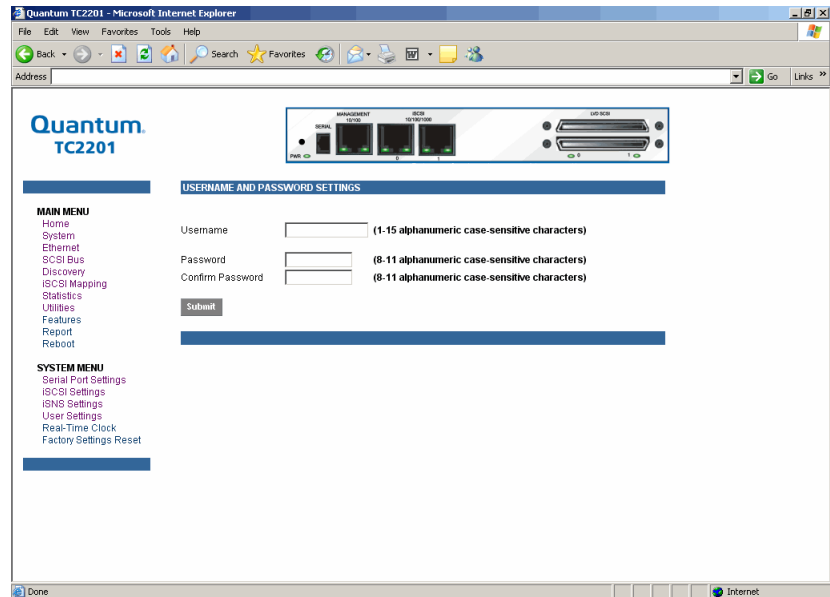 Quantum TC2201 - Microsoft Internet Explorer
File Edit View Favorites Tools Help
Back Search Favorites
Address Go Links »
Quantum.
TC2201
MANAGEMENT
10/100
iSCSI
10/100/1000
LVD SCSI
SERIAL
PWR 0 1 0 1
USERNAME AND PASSWORD SETTINGS
MAIN MENU
Home
System
Ethernet
SCSI Bus
Discovery
iSCSI Mapping
Statistics
Utilities
Features
Report
Reboot
SYSTEM MENU
Serial Port Settings
iSCSI Settings
iSNS Settings
User Settings
Real-Time Clock
Factory Settings Reset
Username (1-15 alphanumeric case-sensitive characters)
Password (8-11 alphanumeric case-sensitive characters)
Confirm Password (8-11 alphanumeric case-sensitive characters)
Submit
Done Internet